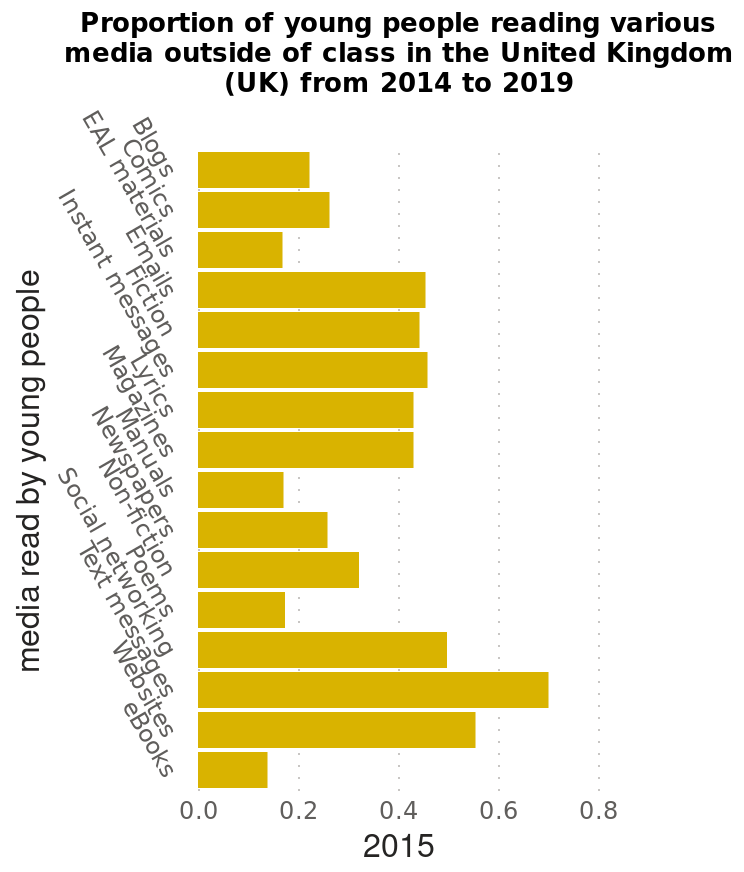 Proportion of young people reading various
media outside of class in the United Kingdom
(UK) from 2014 to 2019
media read by young people
Blogs
Comics
EAL materials
Emails
Fiction
Instant messages
Lyrics
Magazines
Manuals
Newspapers
Non-fiction
Poems
Social networking
Text messages
Websites
eBooks
0.0 0.2 0.4 0.6 0.8
2015